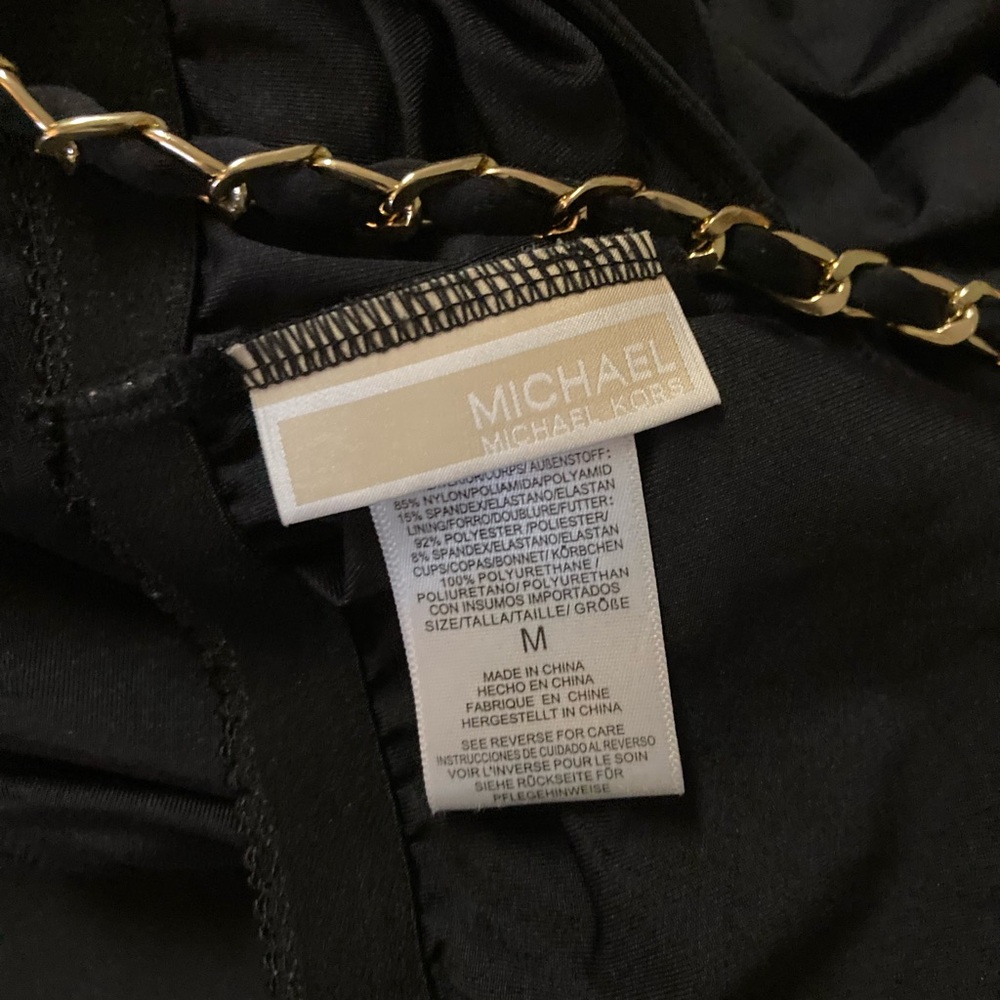 MICHAEL
MICHAEL KORS
EXTERIOR/CORPS/ AUßENSTOFF:
85% NYLON/POLIAMIDA/POLYAMID
15% SPANDEX/ELASTANO/ELASTAN
LINING/FORRO/DOUBLURE/FUTTER:
92% POLYESTER /POLIESTER/
8% SPANDEX/ELASTANO/ELASTAN
CUPS/COPAS/BONNET/ KÖRBCHEN
100% POLYURETHANE /
POLIURETANO/ POLYURETHAN
CON INSUMOS IMPORTADOS
SIZE/TALLA/TAILLE/ GRÖßE
M
MADE IN CHINA
HECHO EN CHINA
FABRIQUE EN CHINE
HERGESTELLT IN CHINA
SEE REVERSE FOR CARE
INSTRUCCIONES DE CUIDADO AL REVERSO
VOIR L'INVERSE POUR LE SOIN
SIEHE RÜCKSEITE FÜR
PFLEGEHINWEISE